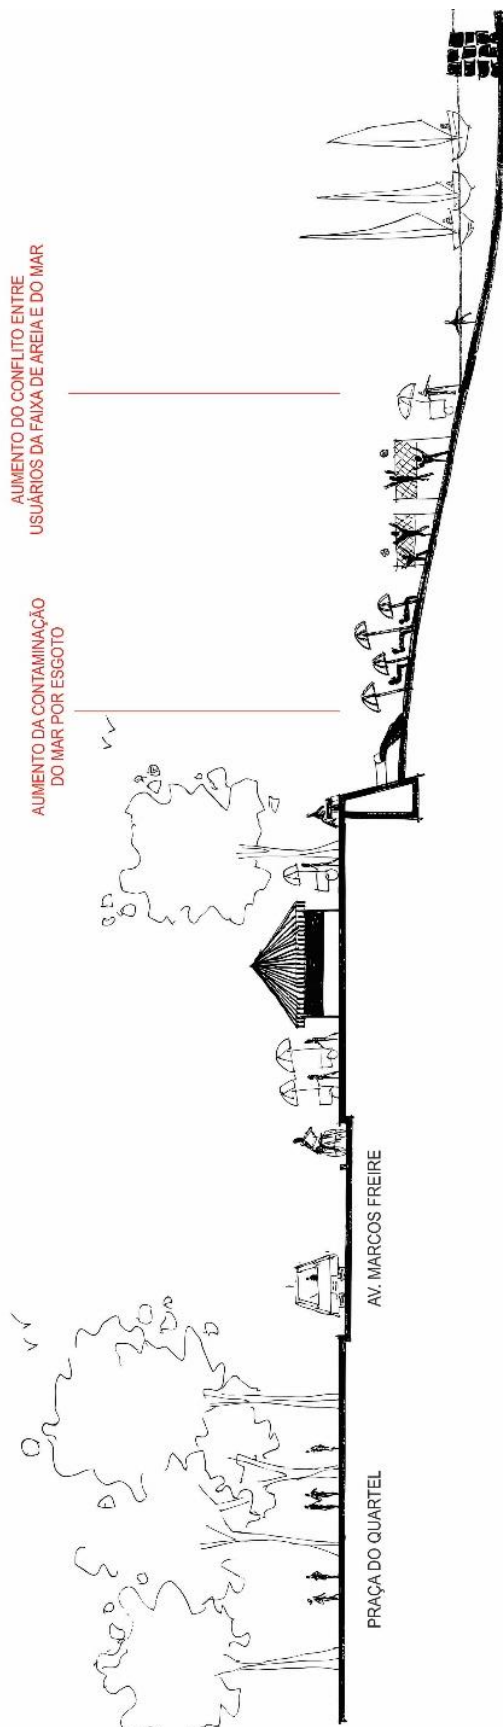 AUMENTO DA CONTAMINAÇÃO
DO MAR POR ESGOTO
AUMENTO DO CONFLITO ENTRE
USUÁRIOS DA FAIXA DE AREIA E DO MAR
PRAÇA DO QUARTEL
AV. MARCOS FREIRE